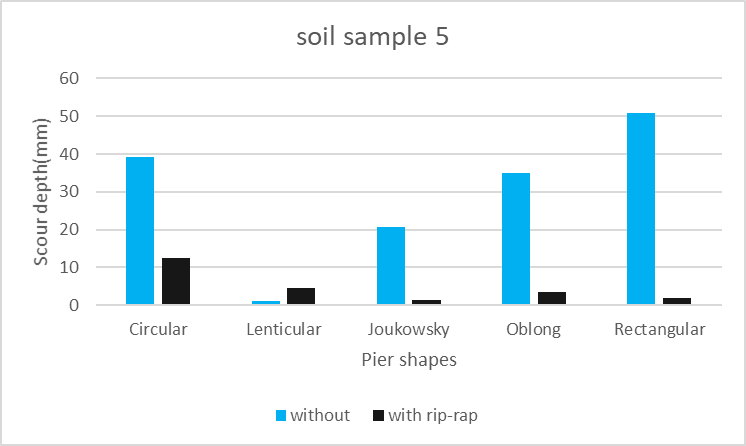 soil sample 5
60
50
40
30
20
10
0
Scour depth(mm)
Circular Lenticular Joukowsky Oblong Rectangular
Pier shapes
without with rip-rap